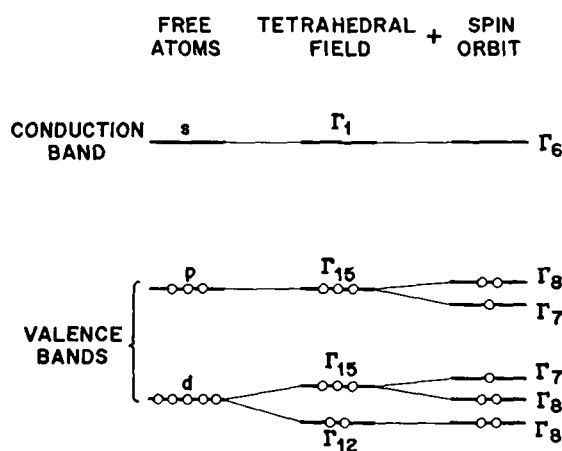 FREE ATOMS
TETRAHEDRAL FIELD
+
SPIN ORBIT
CONDUCTION BAND
s
Γ1
Γ6
VALENCE BANDS
p
Γ15
Γ8
Γ7
d
Γ15
Γ7
Γ8
Γ12
Γ8